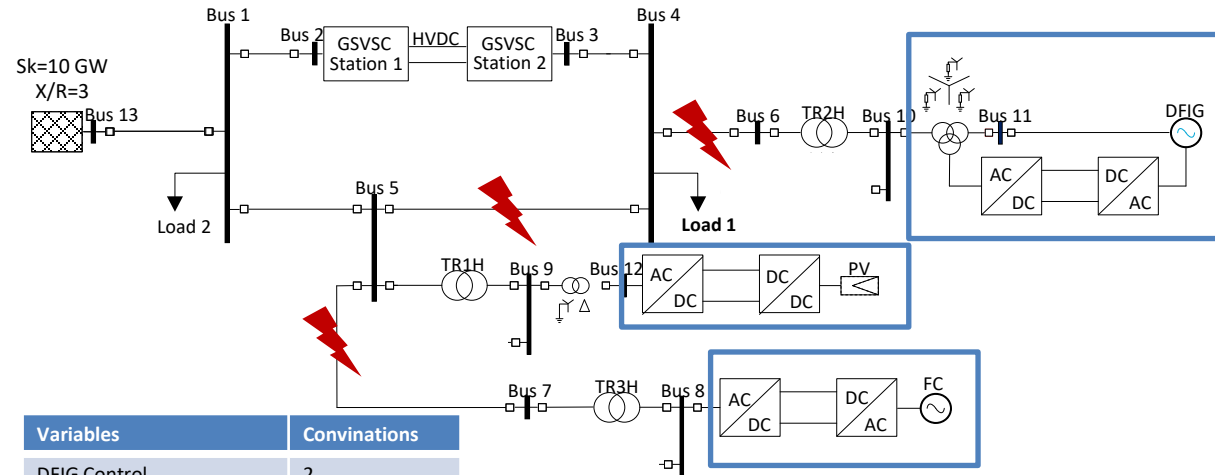 Bus 1
Bus 4
Bus 2
GSVSC
Station 1
HVDC
GSVSC
Station 2
Bus 3
Sk=10 GW
X/R=3
Bus 13
Bus 6
TR2H
Bus 10
Bus 11
DFIG
AC
DC
DC
AC
Load 2
Bus 5
Load 1
TR1H
Bus 9
Bus 12
AC
DC
DC
DC
PV
Bus 7
TR3H
Bus 8
AC
DC
DC
AC
FC
Variables Convinations
DFIG Control 2